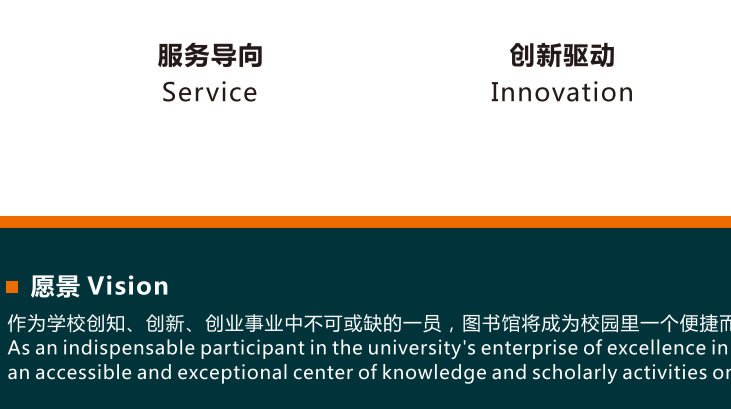 服务导向
Service
创新驱动
Innovation
愿景 Vision
作为学校创知、创新、创业事业中不可或缺的一员，图书馆将成为校园里一个便捷而
As an indispensable participant in the university's enterprise of excellence in
an accessible and exceptional center of knowledge and scholarly activities on